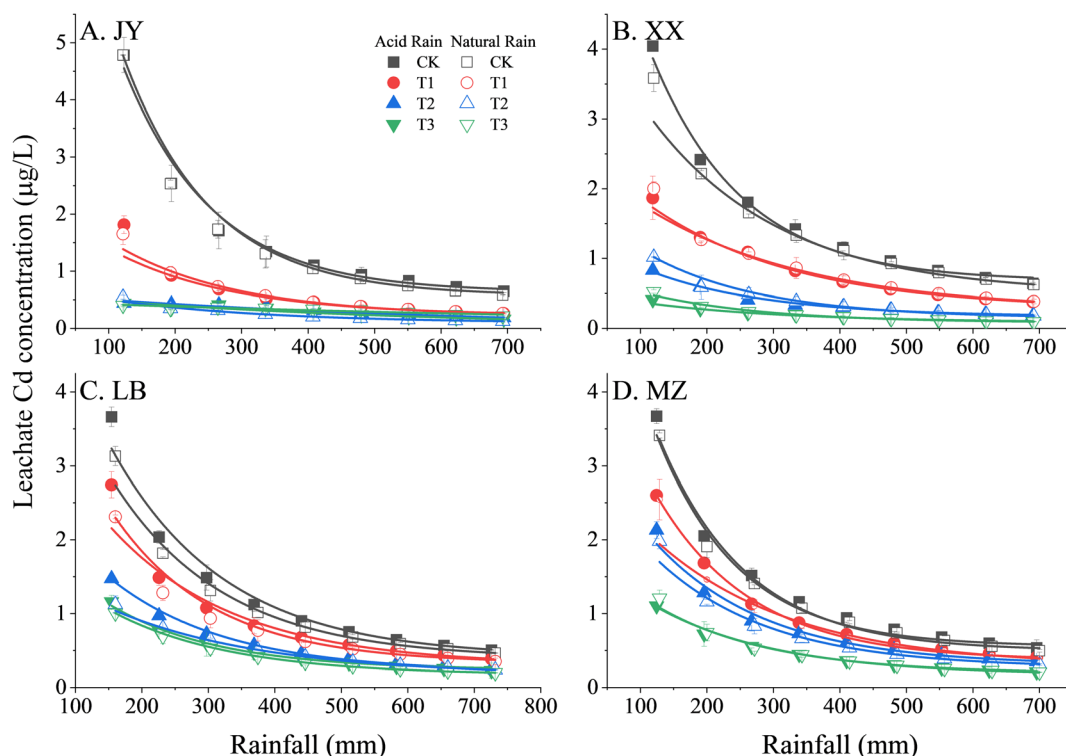 A. JY
Acid Rain Natural Rain
CK CK
T1 T1
T2 T2
T3 T3
5
4
3
2
1
0
100 200 300 400 500 600 700
B. XX
4
3
2
1
0
100 200 300 400 500 600 700
Leachate Cd concentration (μg/L)
C. LB
4
3
2
1
0
100 200 300 400 500 600 700 800
Rainfall (mm)
D. MZ
4
3
2
1
0
100 200 300 400 500 600 700
Rainfall (mm)